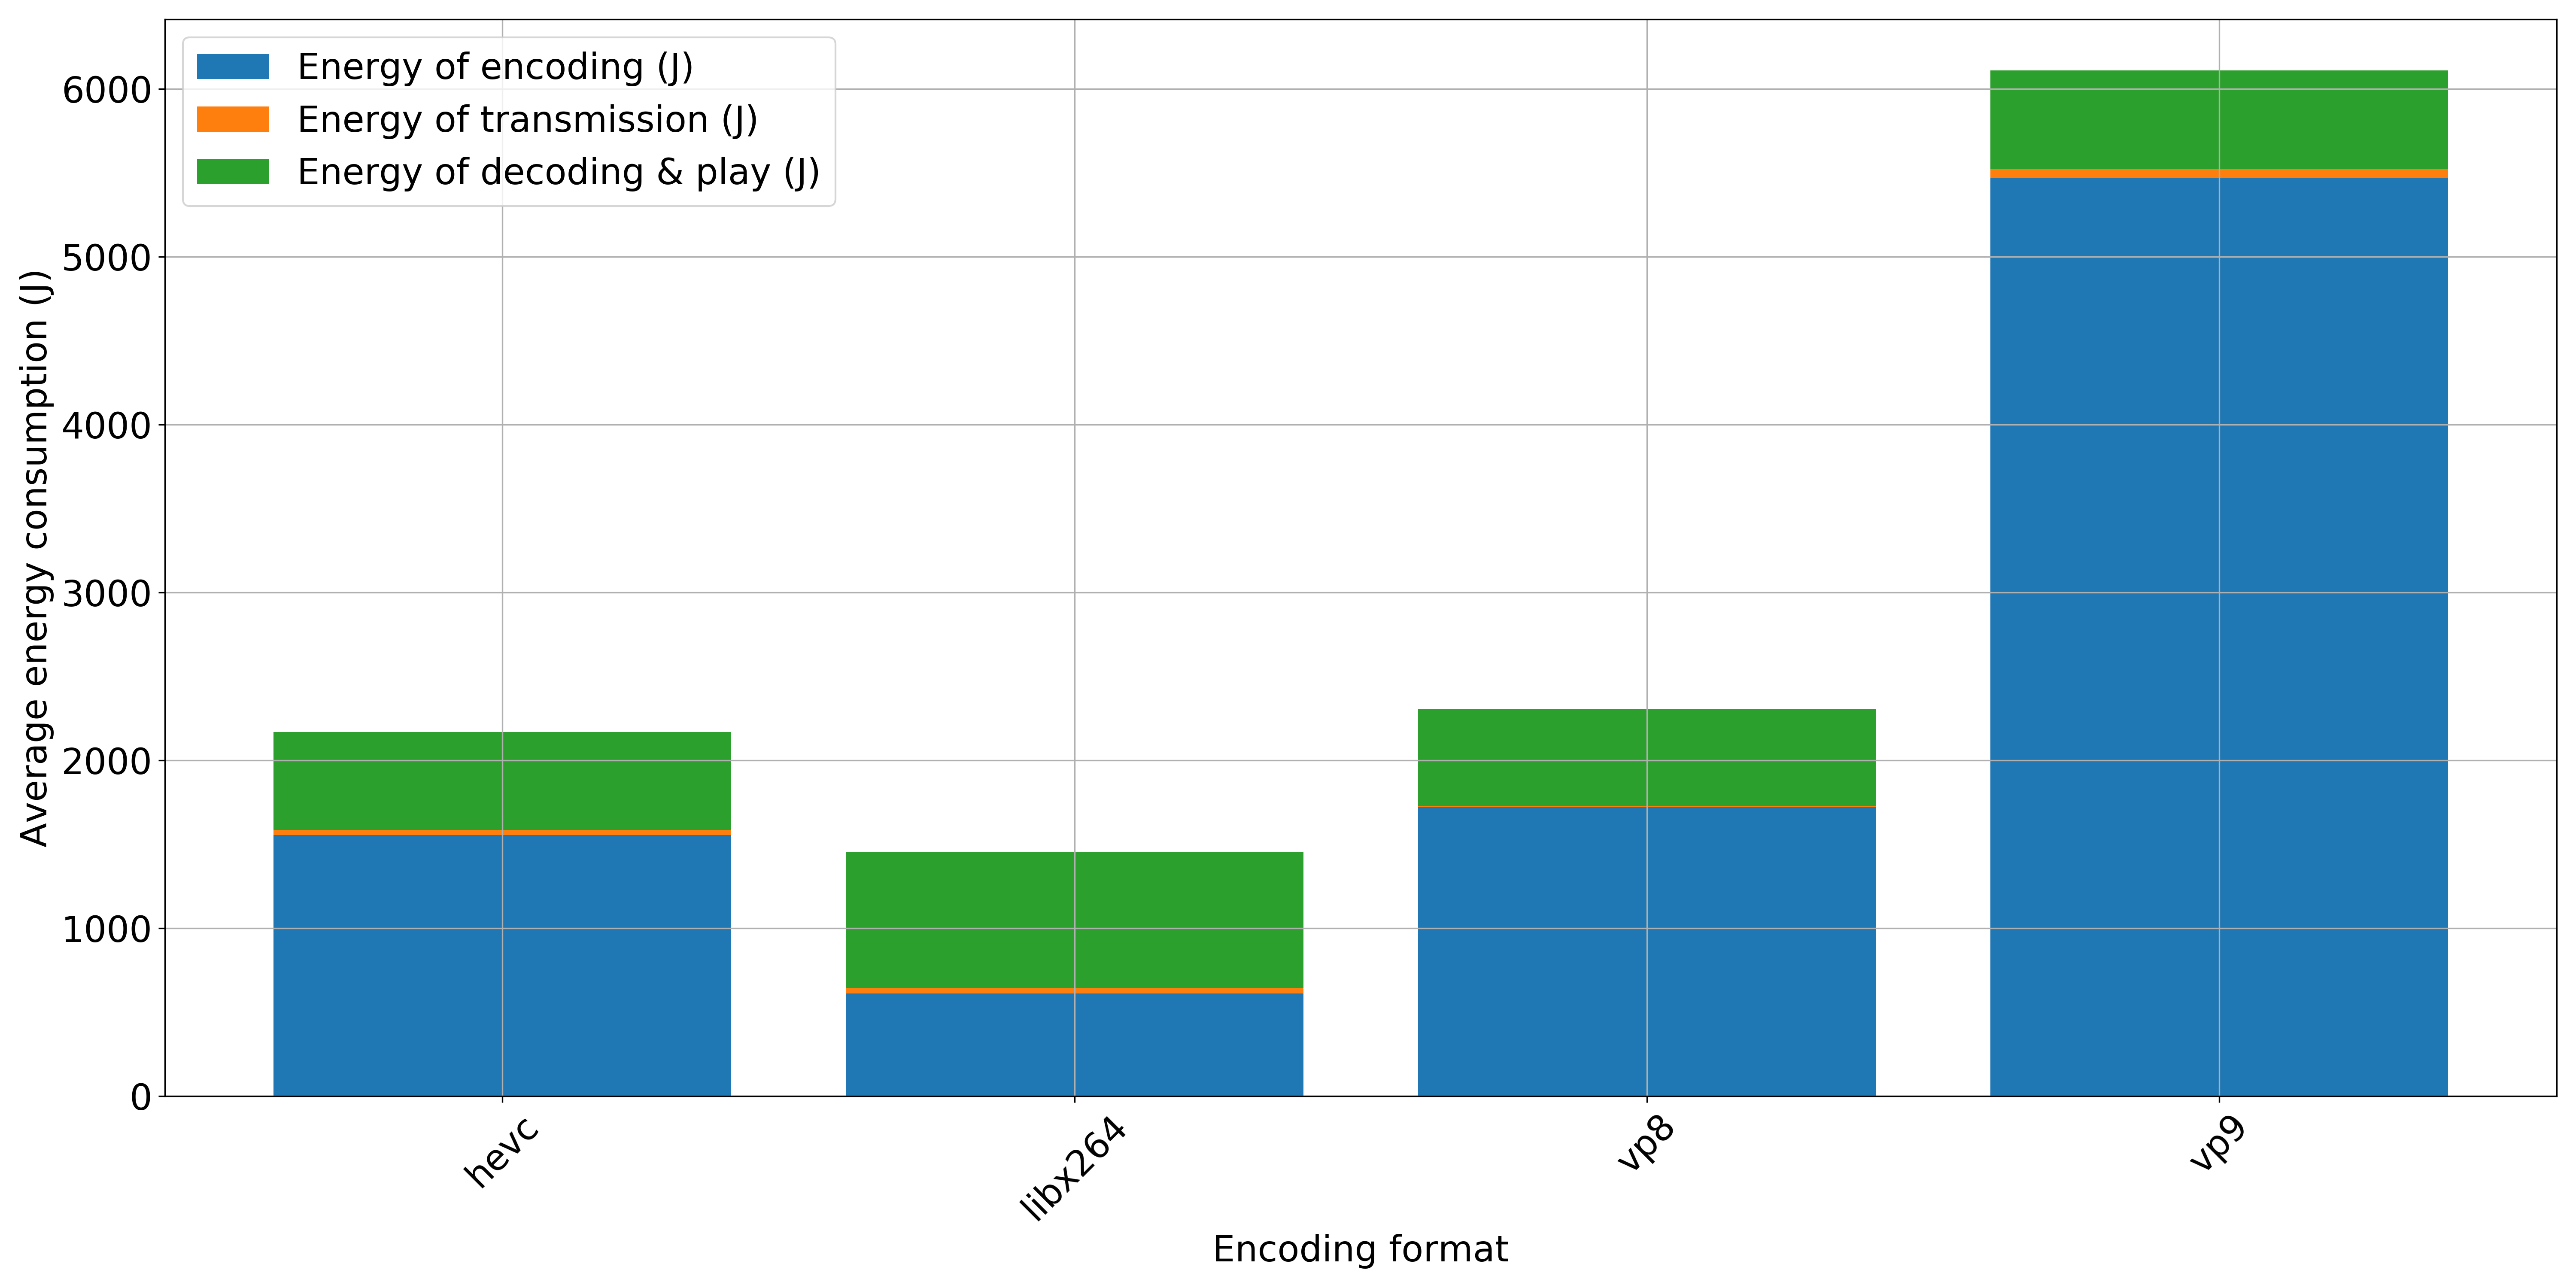 Energy of encoding (J)
Energy of transmission (J)
Energy of decoding & play (J)
Average energy consumption (J)
6000
5000
4000
3000
2000
1000
0
hevc
libx264
vp8
vp9
Encoding format